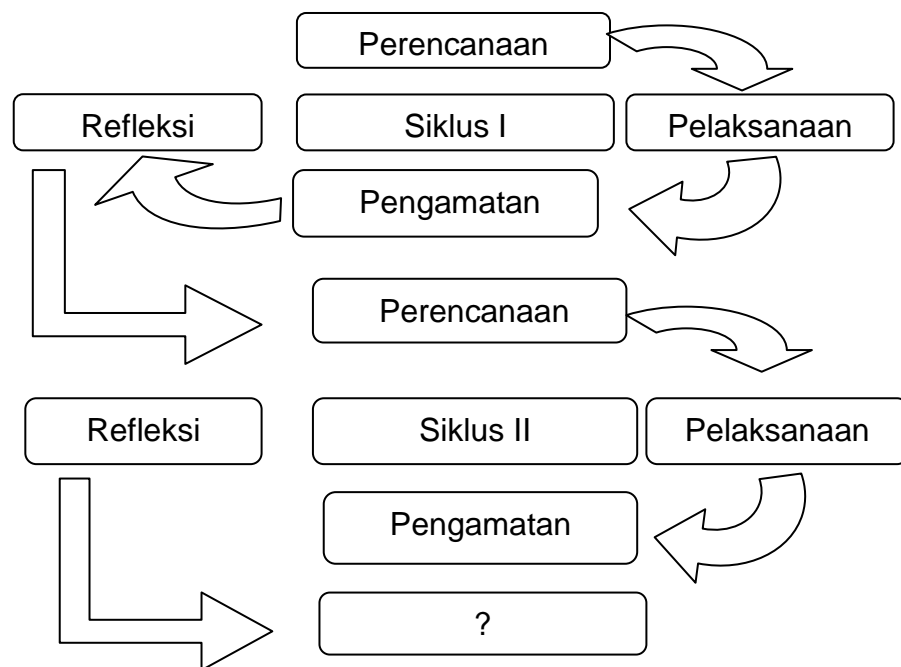 Perencanaan
Refleksi
Siklus I
Pelaksanaan
Pengamatan
Perencanaan
Refleksi
Siklus II
Pelaksanaan
Pengamatan
?